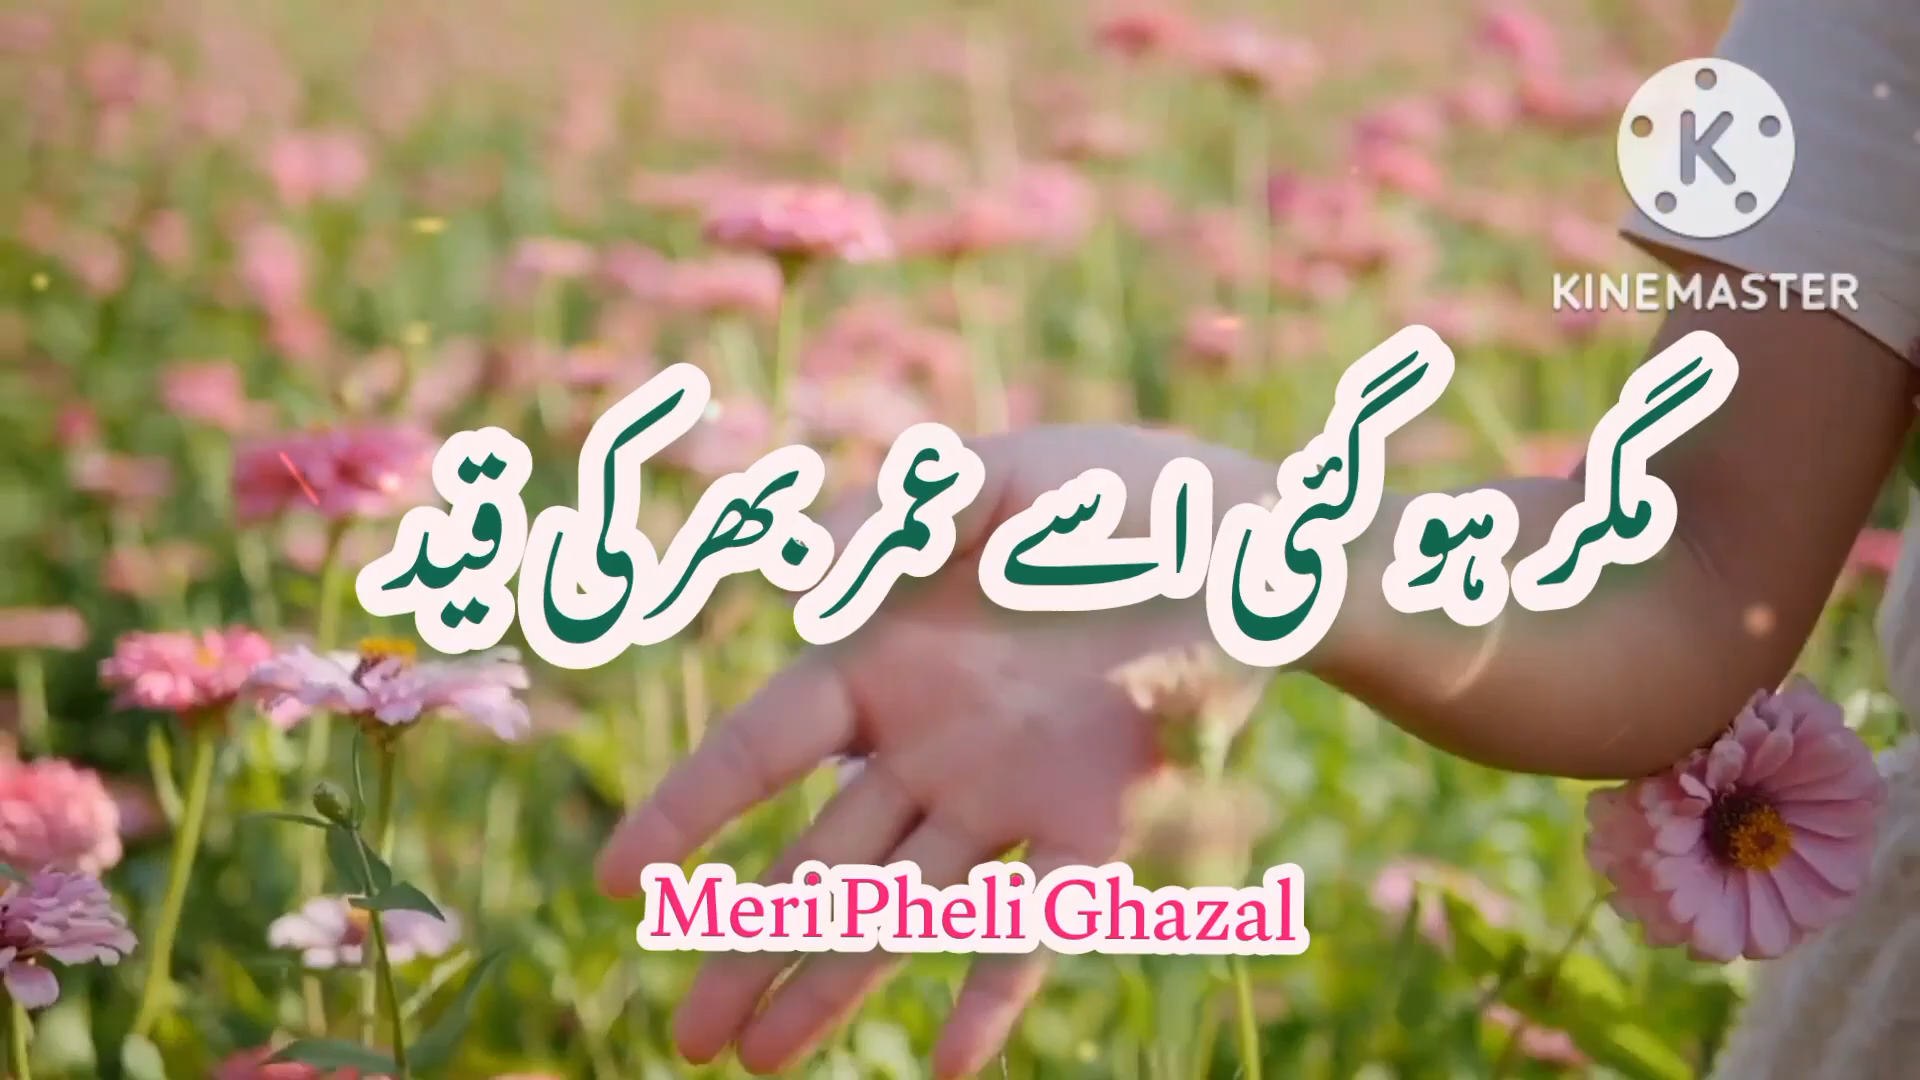 K
KINEMASTER
مگر ہو گئی اسے عمر بھر کی قید
Meri Pheli Ghazal